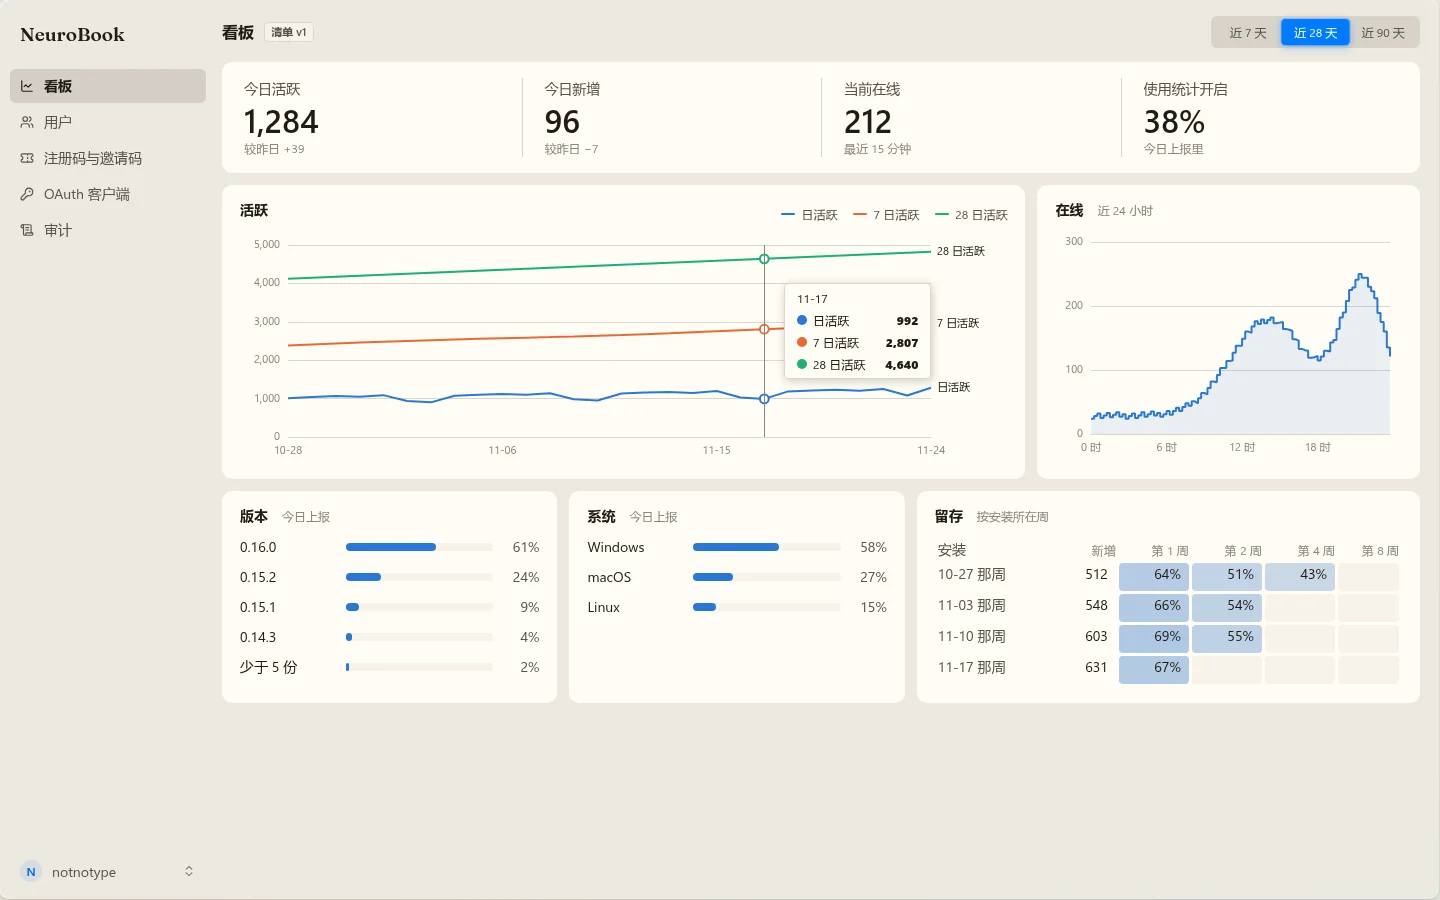 NeuroBook
看板
用户
注册码与邀请码
OAuth 客户端
审计
N notnotype
看板 清单 v1
近 7 天 近 28 天 近 90 天
今日活跃
1,284
较昨日 +39
今日新增
96
较昨日 −7
当前在线
212
最近 15 分钟
使用统计开启
38%
今日上报里
活跃
日活跃 7 日活跃 28 日活跃
5,000
4,000
3,000
2,000
1,000
0
10-28 11-06 11-15 11-24
28 日活跃
7 日活跃
日活跃
11-17
日活跃 992
7 日活跃 2,807
28 日活跃 4,640
在线 近 24 小时
300
200
100
0
0 时 6 时 12 时 18 时
版本 今日上报
0.16.0 61%
0.15.2 24%
0.15.1 9%
0.14.3 4%
少于 5 份 2%
系统 今日上报
Windows 58%
macOS 27%
Linux 15%
留存 按安装所在周
安装 新增 第 1 周 第 2 周 第 4 周 第 8 周
10-27 那周 512 64% 51% 43%
11-03 那周 548 66% 54%
11-10 那周 603 69% 55%
11-17 那周 631 67%